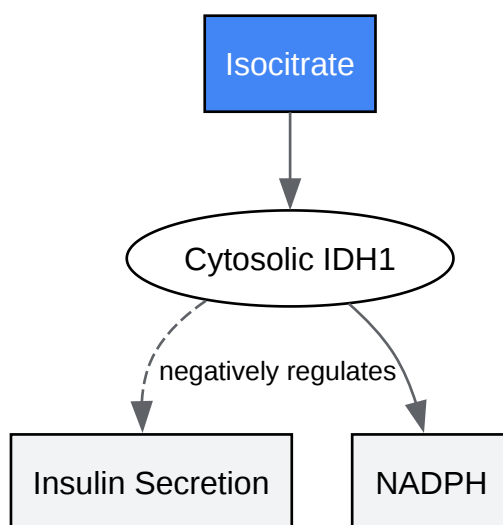 Isocitrate
Cytosolic IDH1
negatively regulates
Insulin Secretion
NADPH